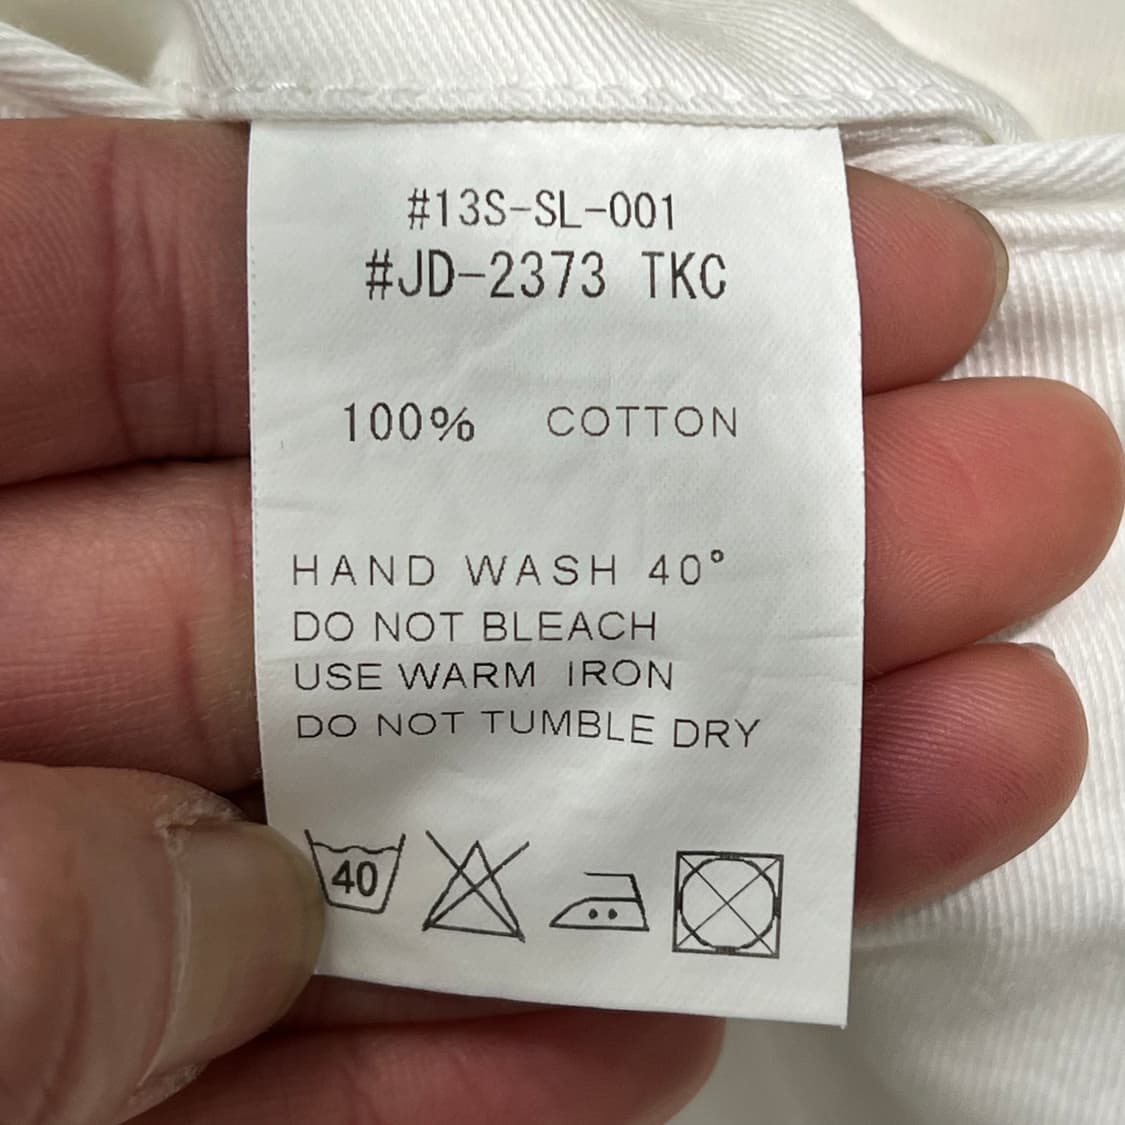 #13S-SL-001
#JD-2373 TKC
100% COTTON
HAND WASH 40°
DO NOT BLEACH
USE WARM IRON
DO NOT TUMBLE DRY
40